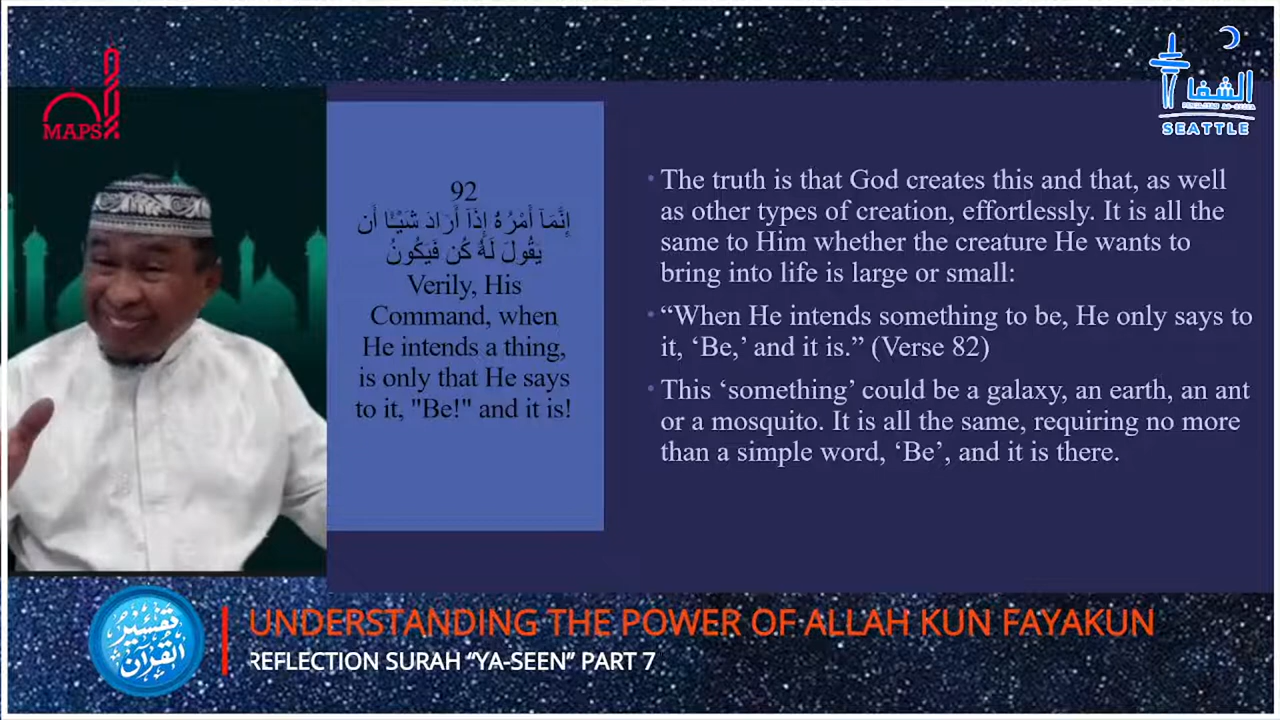 MAPS
الشفاء
SEATTLE
92
إِنَّمَآ أَمْرُهُۥٓ إِذَآ أَرَادَ شَيْـًٔا أَن
يَقُولَ لَهُۥ كُن فَيَكُونُ
Verily, His
Command, when
He intends a thing,
is only that He says
to it, "Be!" and it is!
The truth is that God creates this and that, as well
as other types of creation, effortlessly. It is all the
same to Him whether the creature He wants to
bring into life is large or small:
“When He intends something to be, He only says to
it, ‘Be,’ and it is.” (Verse 82)
This ‘something’ could be a galaxy, an earth, an ant
or a mosquito. It is all the same, requiring no more
than a simple word, ‘Be’, and it is there.
تفسير
القرآن
UNDERSTANDING THE POWER OF ALLAH KUN FAYAKUN
REFLECTION SURAH “YA-SEEN” PART 7